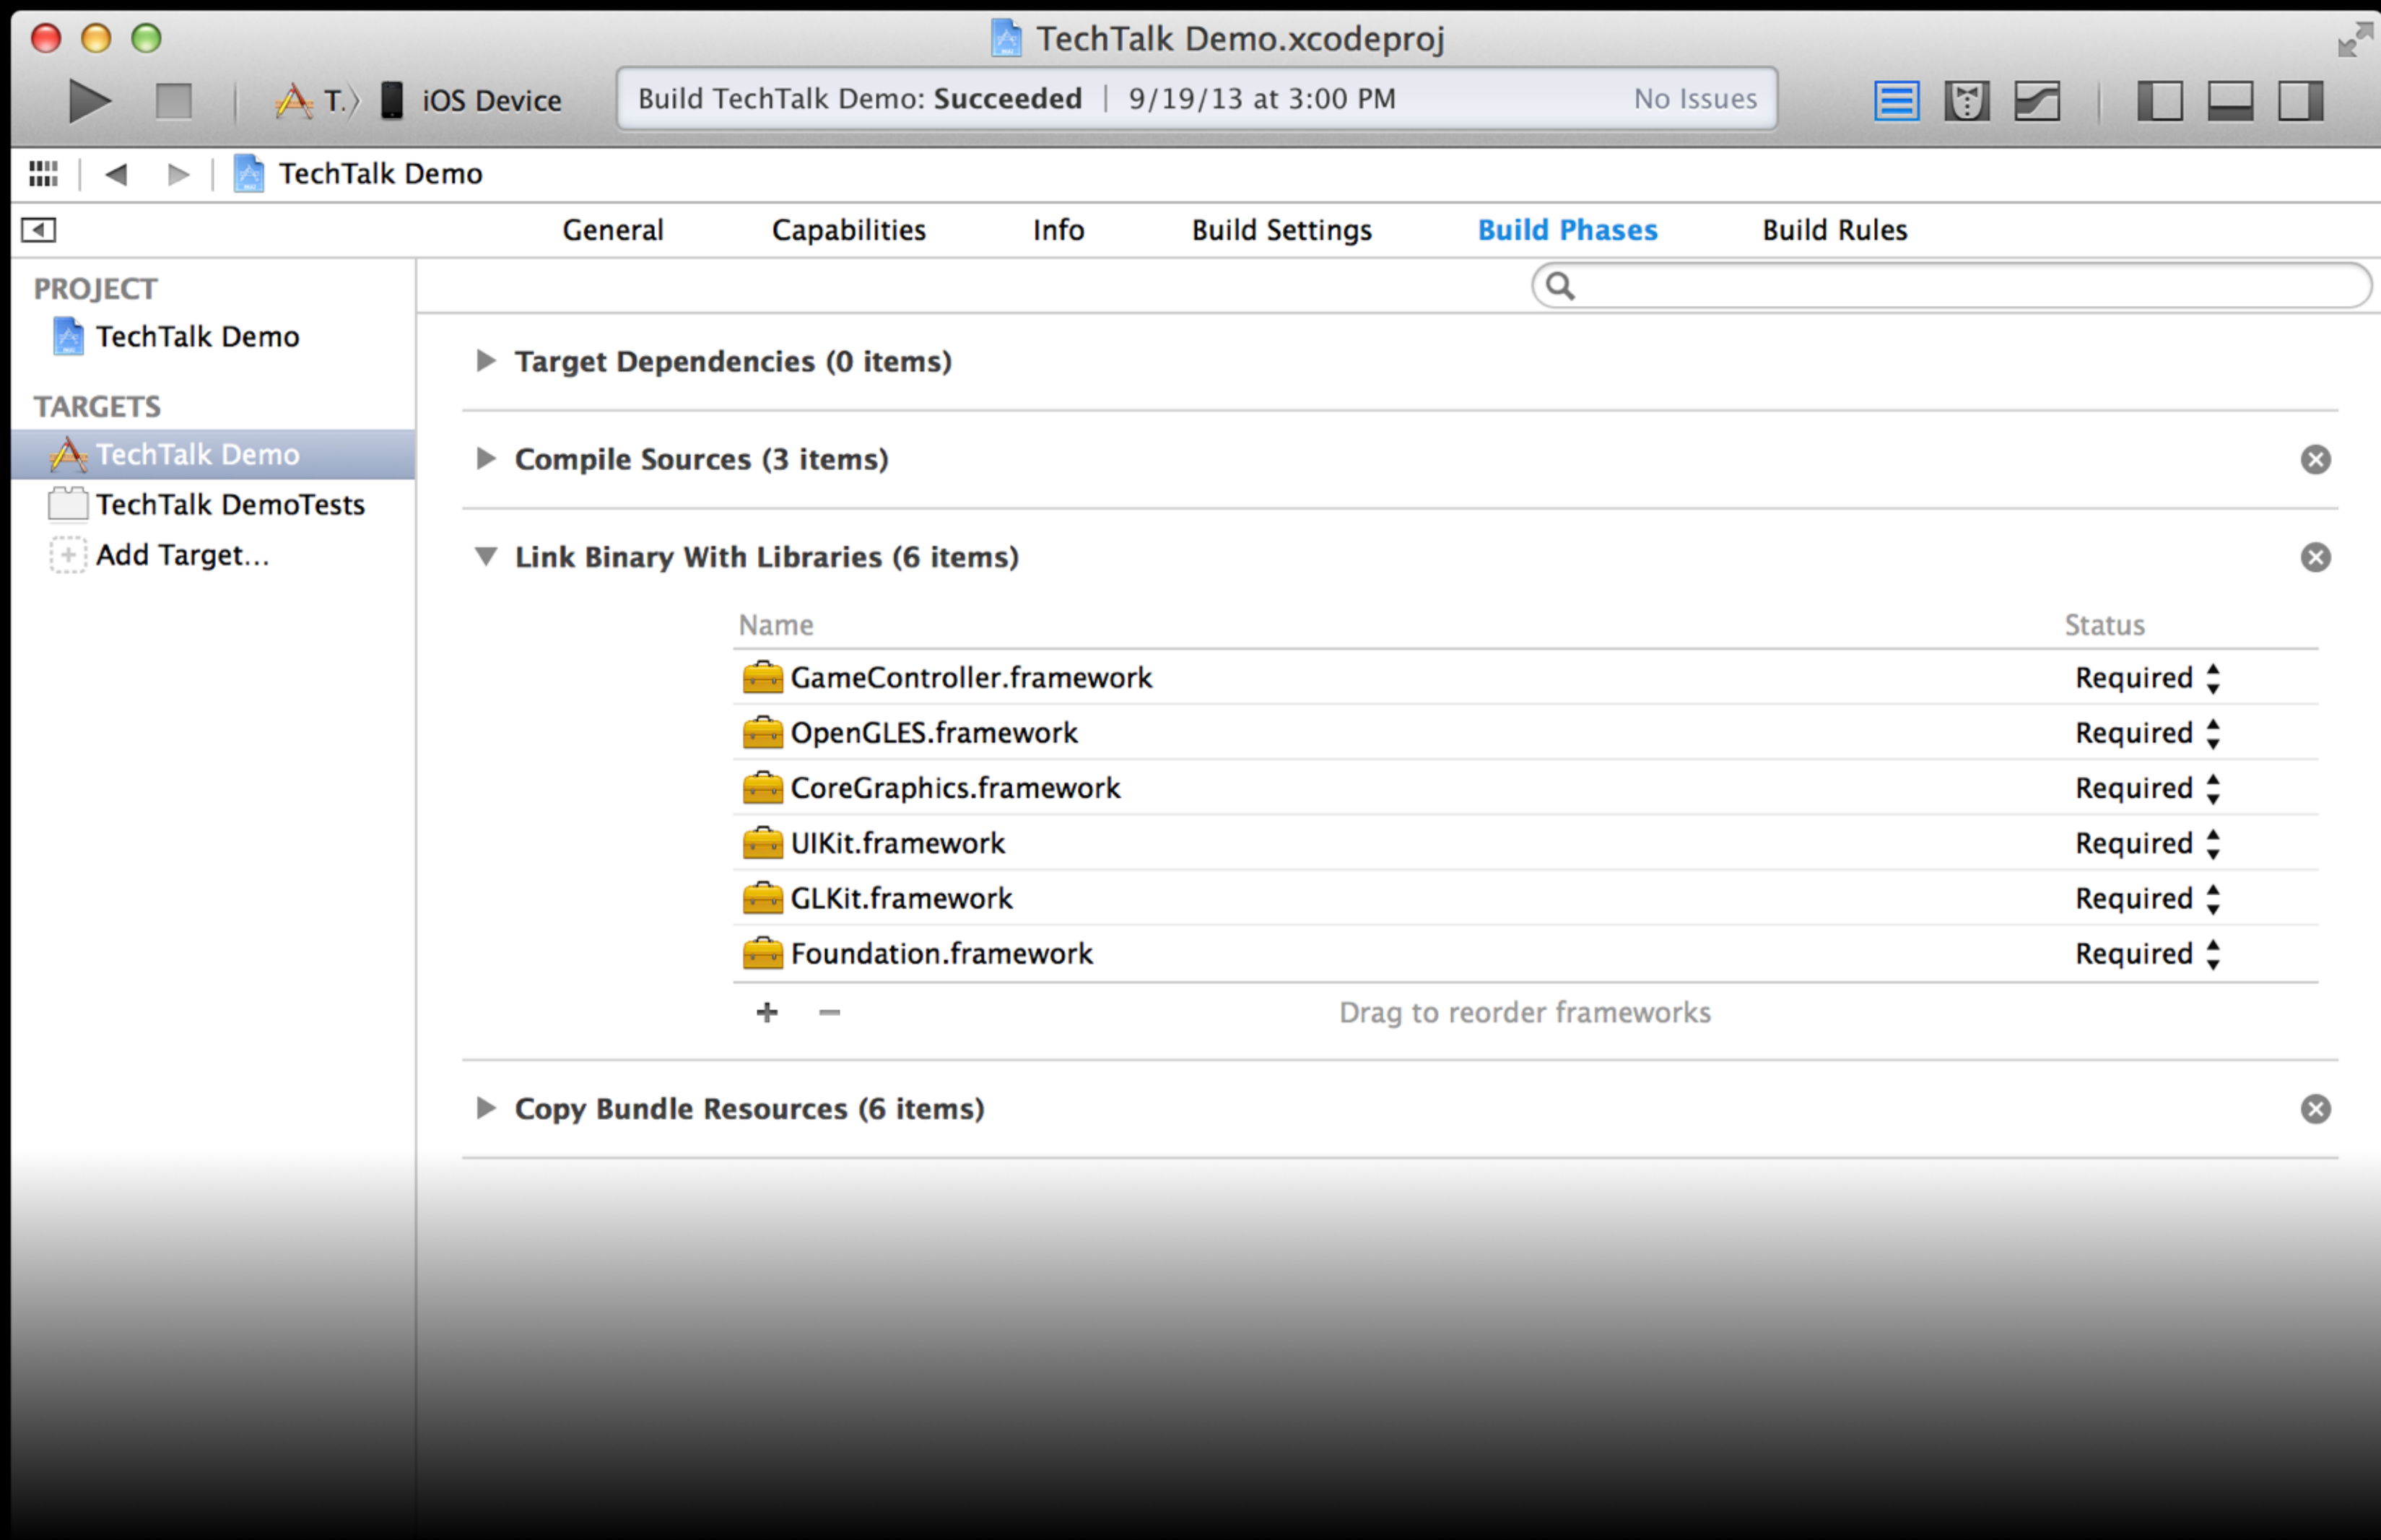 TechTalk Demo.xcodeproj
T. iOS Device Build TechTalk Demo: Succeeded | 9/19/13 at 3:00 PM No Issues
TechTalk Demo
General Capabilities Info Build Settings Build Phases Build Rules
PROJECT
TechTalk Demo
TARGETS
TechTalk Demo
TechTalk DemoTests
Add Target...
Target Dependencies (0 items)
Compile Sources (3 items)
Link Binary With Libraries (6 items)
Name Status
GameController.framework Required
OpenGLES.framework Required
CoreGraphics.framework Required
UIKit.framework Required
GLKit.framework Required
Foundation.framework Required
+ − Drag to reorder frameworks
Copy Bundle Resources (6 items)